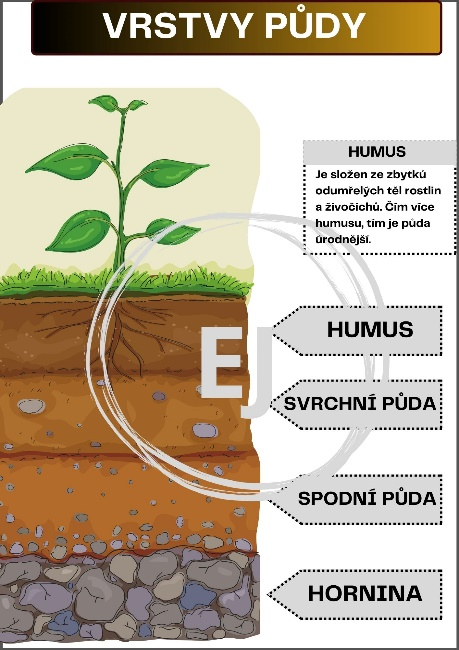 VRSTVY PŮDY
HUMUS
Je složen ze zbytků
odumřelých těl rostlin
a živočichů. Čím více
humusu, tím je půda
úrodnější.
HUMUS
EJ
SVRCHNÍ PŮDA
SPODNÍ PŮDA
HORNINA